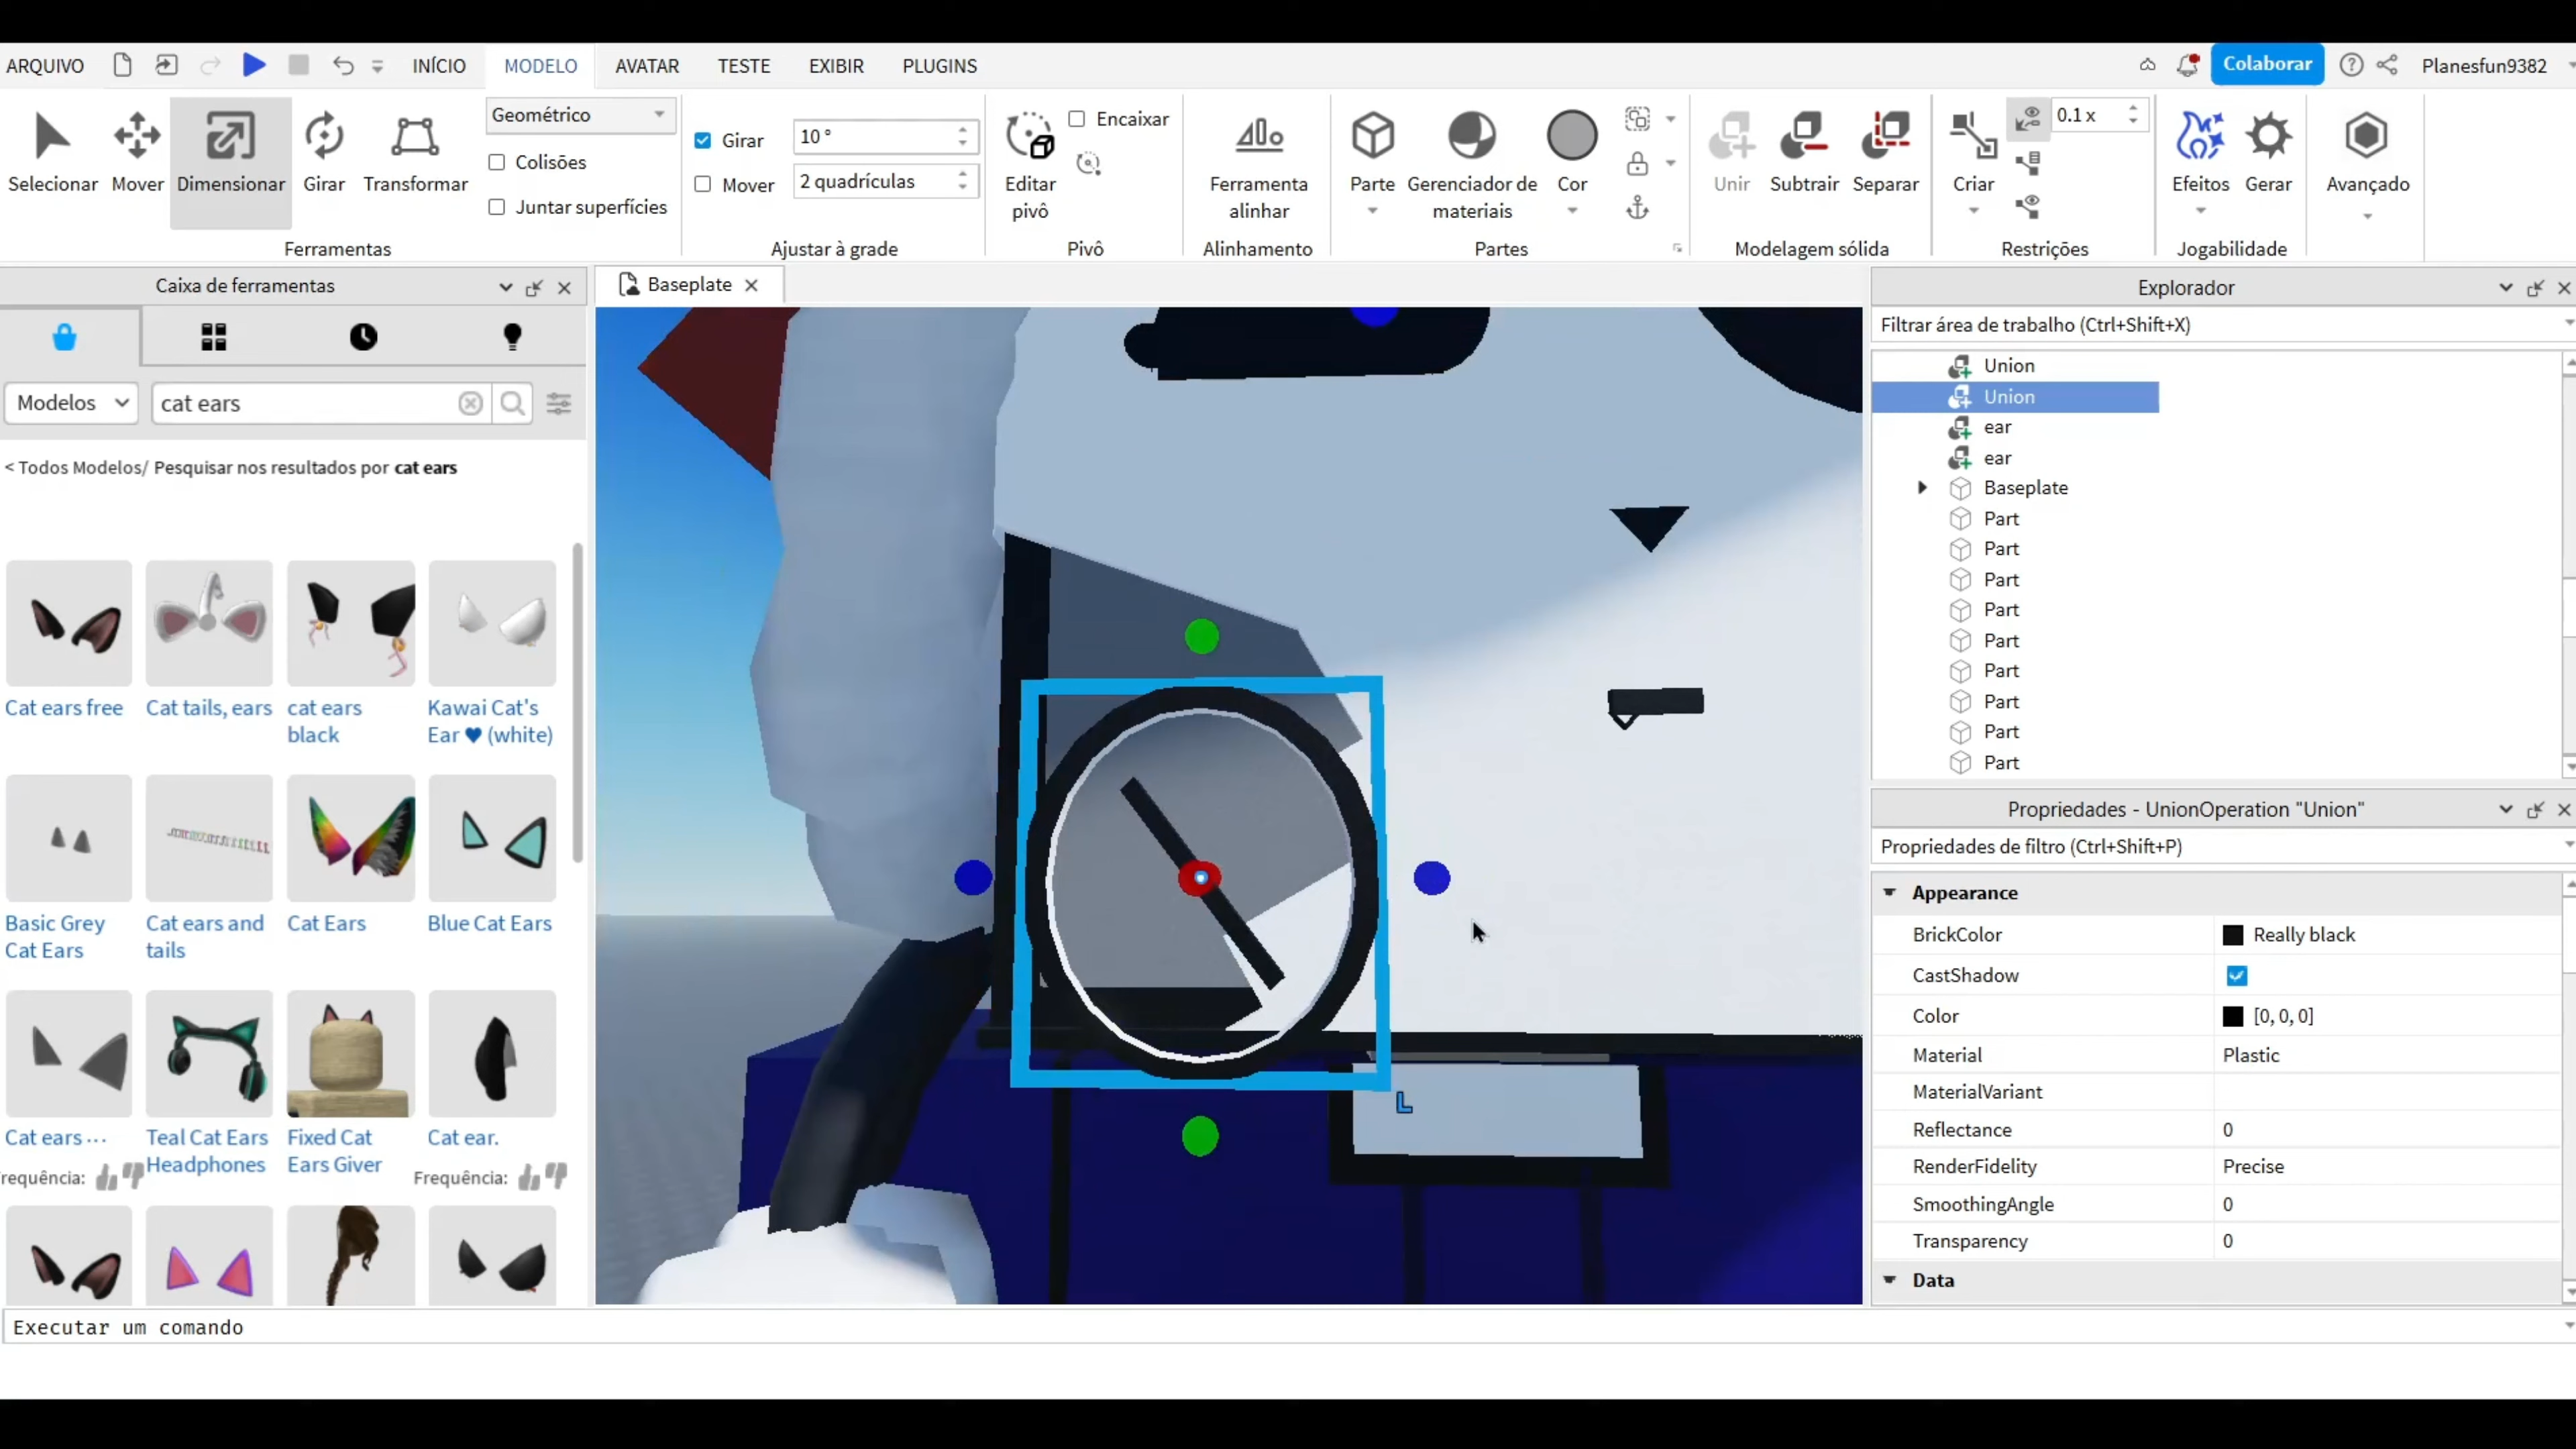 ARQUIVO INÍCIO MODELO AVATAR TESTE EXIBIR PLUGINS Colaborar Planesfun9382
Selecionar Mover Dimensionar Girar Transformar
Geométrico
Colisões
Juntar superfícies
Ferramentas
Girar 10 °
Mover 2 quadrículas
Ajustar à grade
Editar pivô
Encaixar
Pivô
Ferramenta alinhar
Alinhamento
Parte Gerenciador de materiais Cor
Partes
Unir Subtrair Separar
Modelagem sólida
Criar 0.1 x
Restrições
Efeitos Gerar
Jogabilidade
Avançado
Caixa de ferramentas
Modelos cat ears
< Todos Modelos/ Pesquisar nos resultados por cat ears
Cat ears free
Cat tails, ears
cat ears black
Kawai Cat's Ear ♥ (white)
Basic Grey Cat Ears
Cat ears and tails
Cat Ears
Blue Cat Ears
Cat ears ...
Teal Cat Ears Headphones
Fixed Cat Ears Giver
Cat ear.
requência: Frequência:
Baseplate
L
Explorador
Filtrar área de trabalho (Ctrl+Shift+X)
Union
Union
ear
ear
Baseplate
Part
Part
Part
Part
Part
Part
Part
Part
Part
Propriedades - UnionOperation "Union"
Propriedades de filtro (Ctrl+Shift+P)
Appearance
BrickColor Really black
CastShadow
Color [0, 0, 0]
Material Plastic
MaterialVariant
Reflectance 0
RenderFidelity Precise
SmoothingAngle 0
Transparency 0
Data
Executar um comando